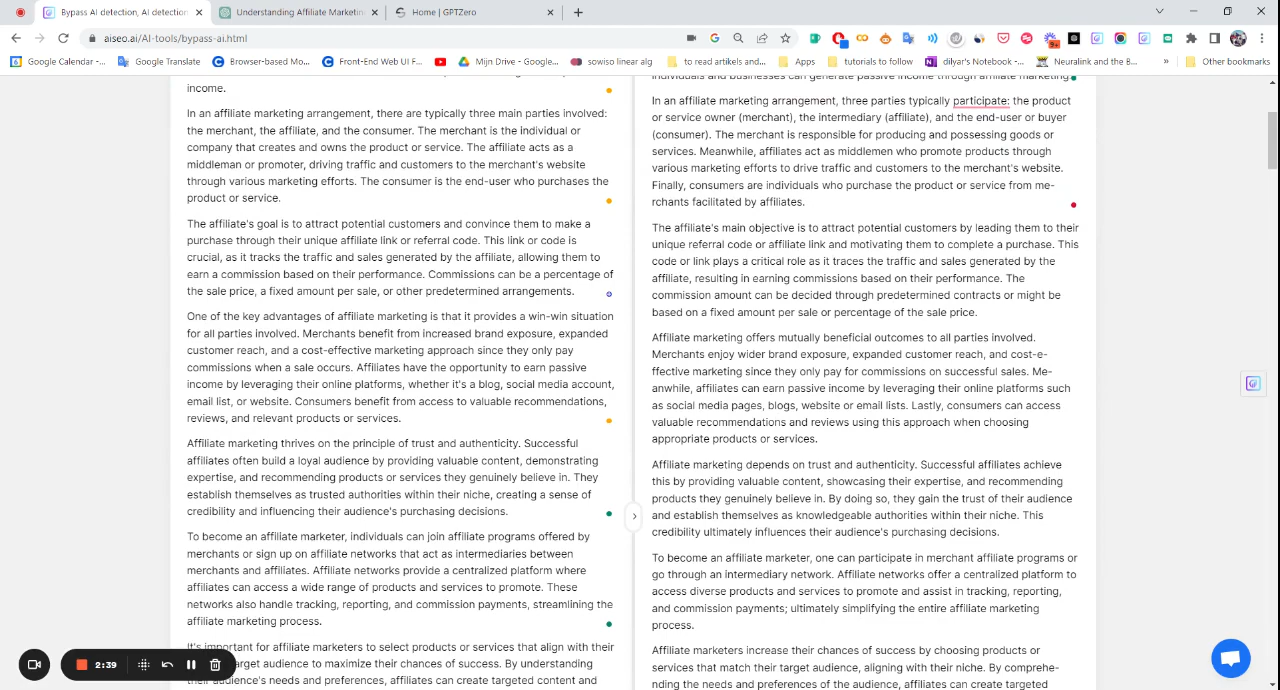 Bypass AI detection, AI detection
Understanding Affiliate Marketin
Home | GPTZero
aiseo.ai/AI-tools/bypass-ai.html
9+
Google Calendar -...
Google Translate
Browser-based Mo...
Front-End Web UI F...
Mijn Drive - Google...
sowiso linear alg
to read artikels and...
Apps
tutorials to follow
dilyar's Notebook -...
Neuralink and the B...
»
Other bookmarks
income.
In an affiliate marketing arrangement, there are typically three main parties involved:
the merchant, the affiliate, and the consumer. The merchant is the individual or
company that creates and owns the product or service. The affiliate acts as a
middleman or promoter, driving traffic and customers to the merchant's website
through various marketing efforts. The consumer is the end-user who purchases the
product or service.
The affiliate's goal is to attract potential customers and convince them to make a
purchase through their unique affiliate link or referral code. This link or code is
crucial, as it tracks the traffic and sales generated by the affiliate, allowing them to
earn a commission based on their performance. Commissions can be a percentage of
the sale price, a fixed amount per sale, or other predetermined arrangements.
One of the key advantages of affiliate marketing is that it provides a win-win situation
for all parties involved. Merchants benefit from increased brand exposure, expanded
customer reach, and a cost-effective marketing approach since they only pay
commissions when a sale occurs. Affiliates have the opportunity to earn passive
income by leveraging their online platforms, whether it's a blog, social media account,
email list, or website. Consumers benefit from access to valuable recommendations,
reviews, and relevant products or services.
Affiliate marketing thrives on the principle of trust and authenticity. Successful
affiliates often build a loyal audience by providing valuable content, demonstrating
expertise, and recommending products or services they genuinely believe in. They
establish themselves as trusted authorities within their niche, creating a sense of
credibility and influencing their audience's purchasing decisions.
To become an affiliate marketer, individuals can join affiliate programs offered by
merchants or sign up on affiliate networks that act as intermediaries between
merchants and affiliates. Affiliate networks provide a centralized platform where
affiliates can access a wide range of products and services to promote. These
networks also handle tracking, reporting, and commission payments, streamlining the
affiliate marketing process.
It's important for affiliate marketers to select products or services that align with their
arget audience to maximize their chances of success. By understanding
their audience's needs and preferences, affiliates can create targeted content and
individuals and businesses can generate passive income through affiliate marketing.
In an affiliate marketing arrangement, three parties typically participate: the product
or service owner (merchant), the intermediary (affiliate), and the end-user or buyer
(consumer). The merchant is responsible for producing and possessing goods or
services. Meanwhile, affiliates act as middlemen who promote products through
various marketing efforts to drive traffic and customers to the merchant's website.
Finally, consumers are individuals who purchase the product or service from me-
rchants facilitated by affiliates.
The affiliate's main objective is to attract potential customers by leading them to their
unique referral code or affiliate link and motivating them to complete a purchase. This
code or link plays a critical role as it traces the traffic and sales generated by the
affiliate, resulting in earning commissions based on their performance. The
commission amount can be decided through predetermined contracts or might be
based on a fixed amount per sale or percentage of the sale price.
Affiliate marketing offers mutually beneficial outcomes to all parties involved.
Merchants enjoy wider brand exposure, expanded customer reach, and cost-e-
ffective marketing since they only pay for commissions on successful sales. Me-
anwhile, affiliates can earn passive income by leveraging their online platforms such
as social media pages, blogs, website or email lists. Lastly, consumers can access
valuable recommendations and reviews using this approach when choosing
appropriate products or services.
Affiliate marketing depends on trust and authenticity. Successful affiliates achieve
this by providing valuable content, showcasing their expertise, and recommending
products they genuinely believe in. By doing so, they gain the trust of their audience
and establish themselves as knowledgeable authorities within their niche. This
credibility ultimately influences their audience's purchasing decisions.
To become an affiliate marketer, one can participate in merchant affiliate programs or
go through an intermediary network. Affiliate networks offer a centralized platform to
access diverse products and services to promote and assist in tracking, reporting,
and commission payments; ultimately simplifying the entire affiliate marketing
process.
Affiliate marketers increase their chances of success by choosing products or
services that match their target audience, aligning with their niche. By comprehe-
nding the needs and preferences of the audience, affiliates can create targeted
2:39